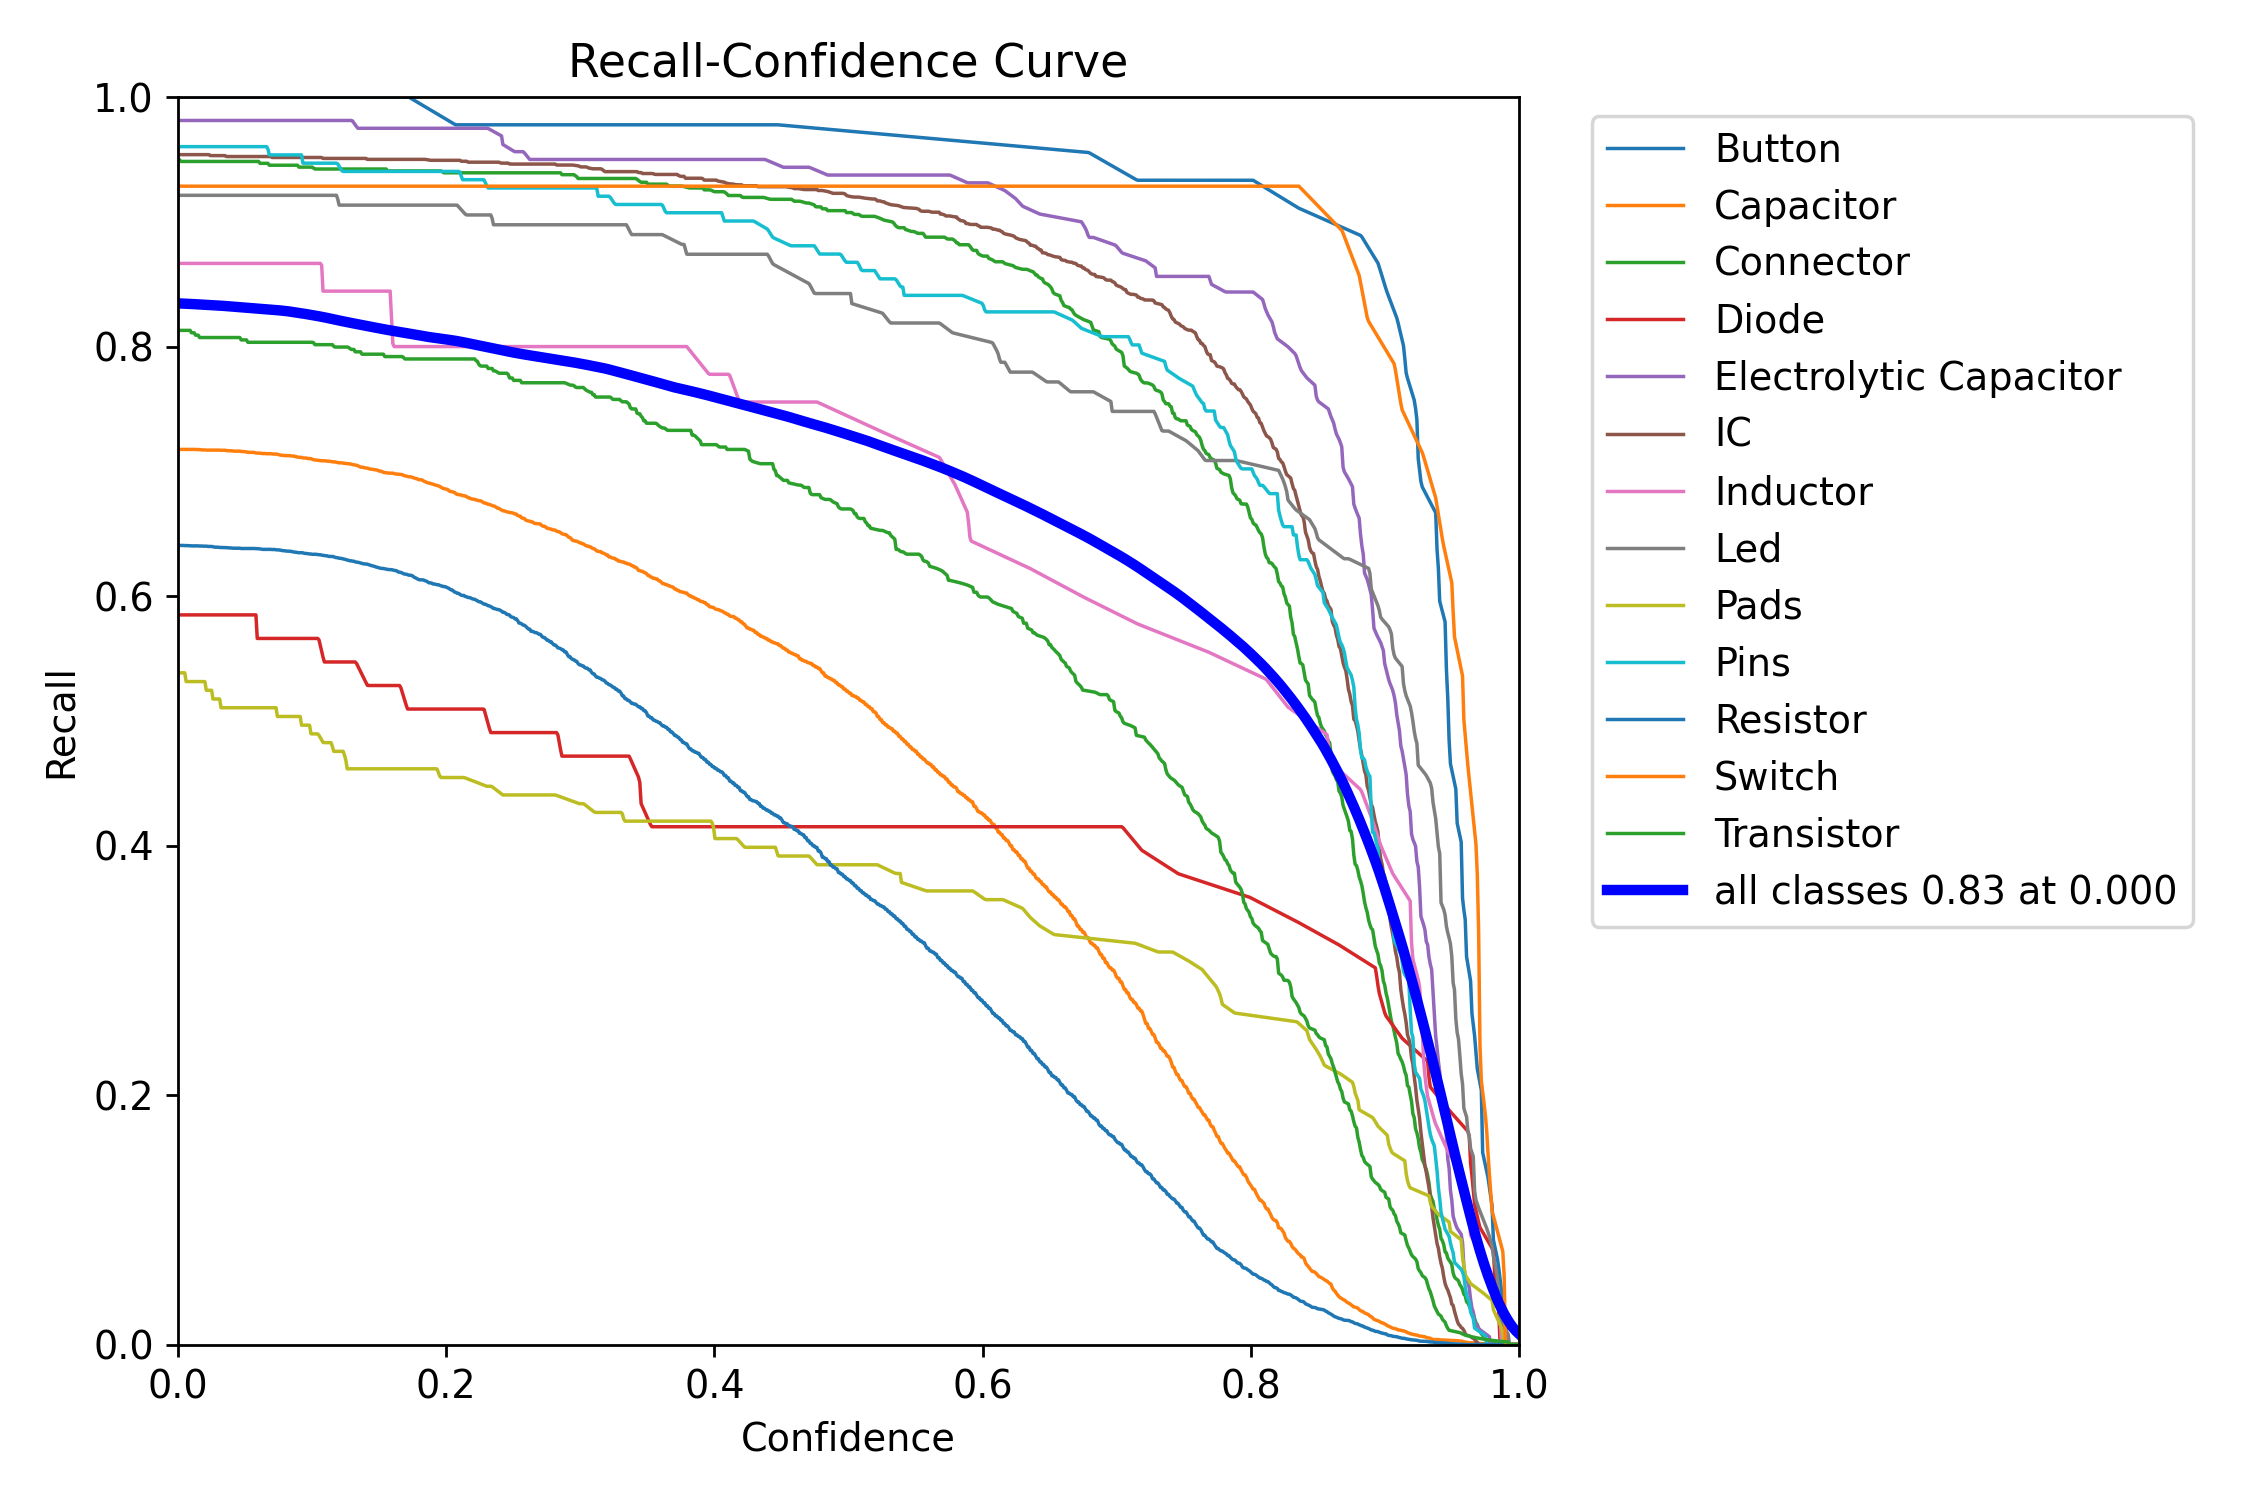 Recall-Confidence Curve
1.0
0.8
0.6
0.4
0.2
0.0
Recall
0.0 0.2 0.4 0.6 0.8 1.0
Confidence
Button
Capacitor
Connector
Diode
Electrolytic Capacitor
IC
Inductor
Led
Pads
Pins
Resistor
Switch
Transistor
all classes 0.83 at 0.000